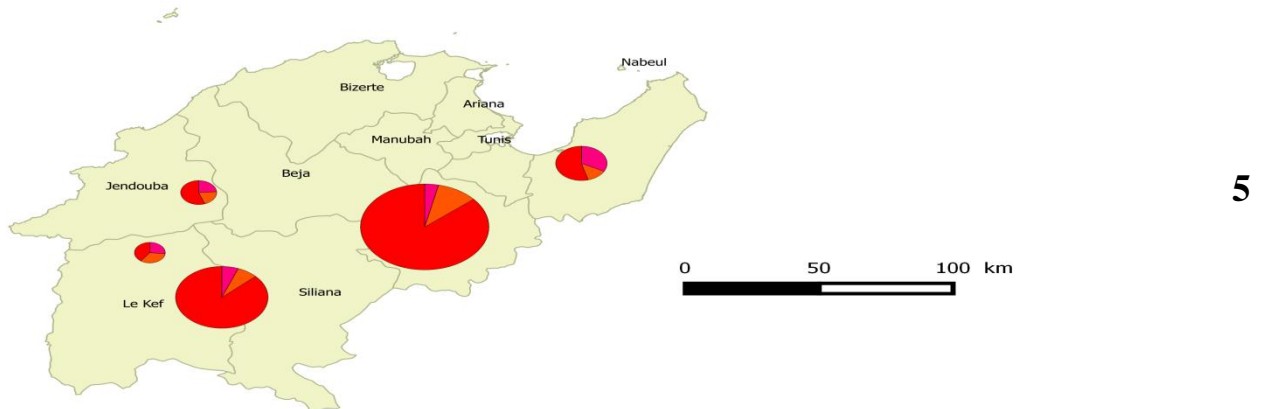 Nabeul
Bizerte
Ariana
Manubah
Tunis
Beja
Jendouba
5
0 50 100 km
Siliana
Le Kef